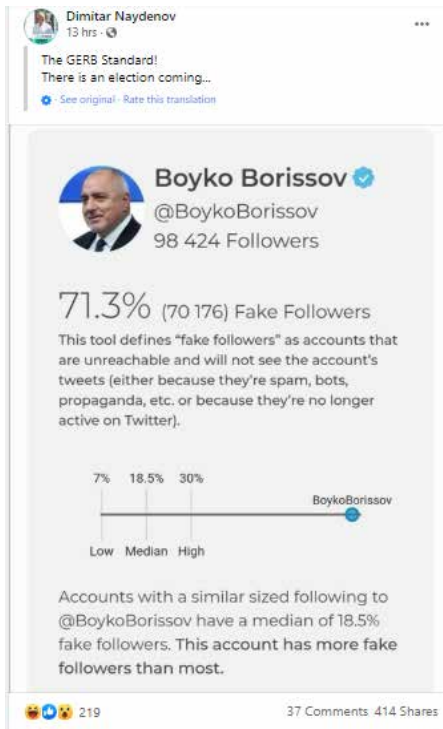 Dimitar Naydenov
13 hrs ·
The GERB Standard!
There is an election coming...
· See original · Rate this translation
Boyko Borissov
@BoykoBorissov
98 424 Followers
71.3% (70 176) Fake Followers
This tool defines "fake followers" as accounts that
are unreachable and will not see the account's
tweets (either because they're spam, bots,
propaganda, etc. or because they're no longer
active on Twitter).
7% 18.5% 30%
BoykoBorissov
Low Median High
Accounts with a similar sized following to
@BoykoBorissov have a median of 18.5%
fake followers. This account has more fake
followers than most.
219
37 Comments 414 Shares